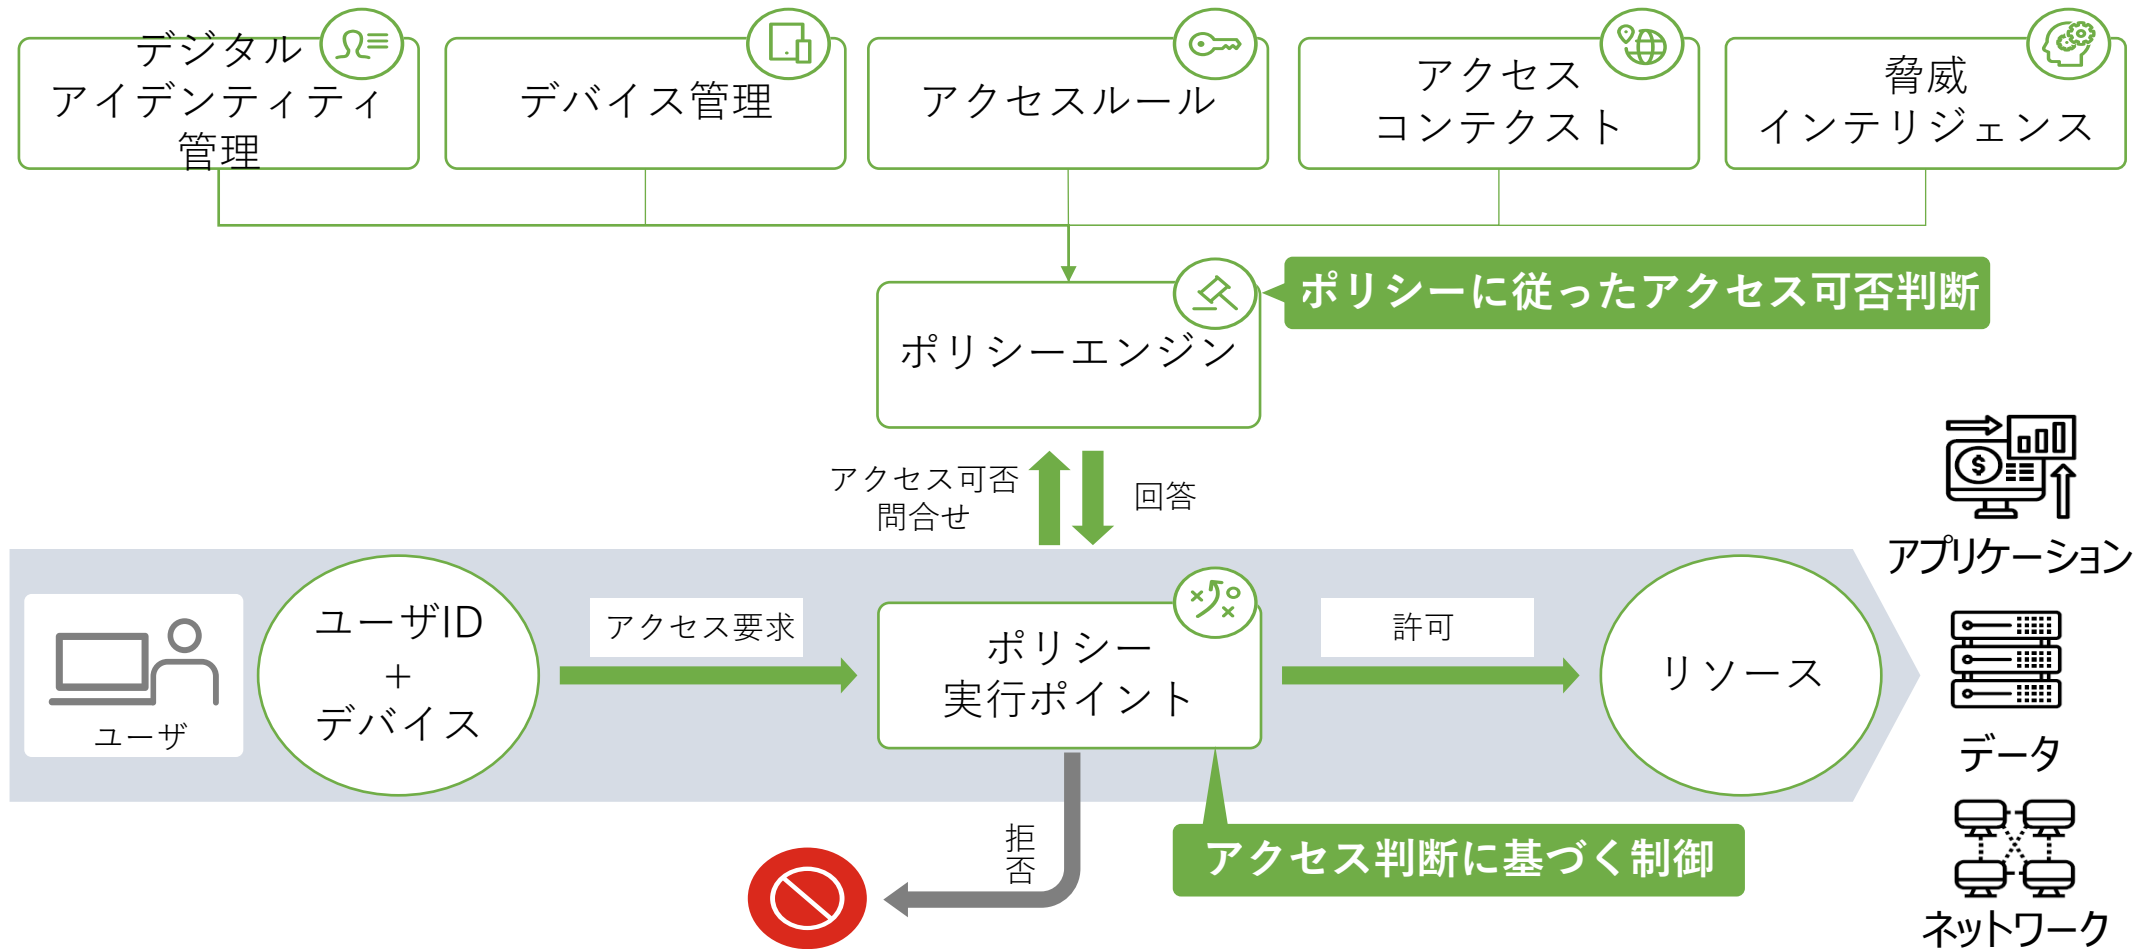 デジタル
アイデンティティ
管理
デバイス管理
アクセスルール
アクセス
コンテクスト
脅威
インテリジェンス
ポリシーに従ったアクセス可否判断
ポリシーエンジン
アクセス可否
問合せ
回答
アプリケーション
ユーザ
ユーザID
+
デバイス
アクセス要求
ポリシー
実行ポイント
許可
リソース
データ
拒否
アクセス判断に基づく制御
ネットワーク